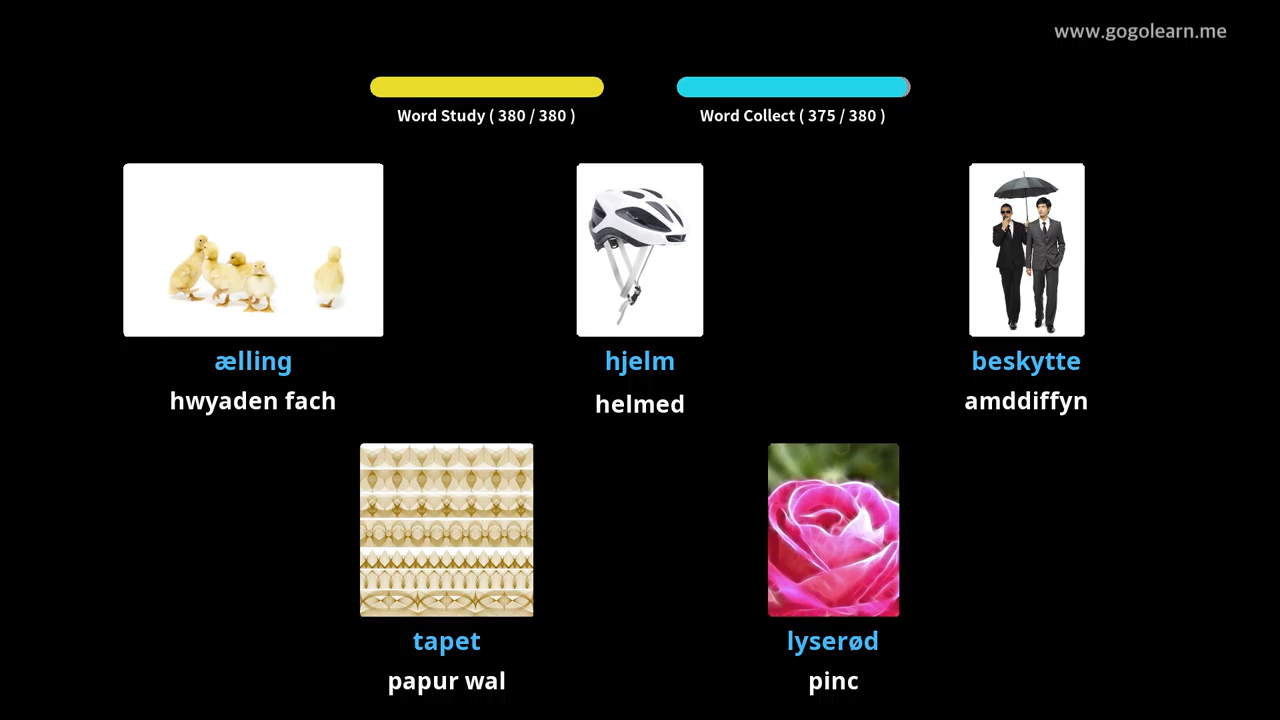 www.gogolearn.me
Word Study ( 380 / 380 )
Word Collect ( 375 / 380 )
ælling
hwyaden fach
hjelm
helmed
beskytte
amddiffyn
tapet
papur wal
lyserød
pinc